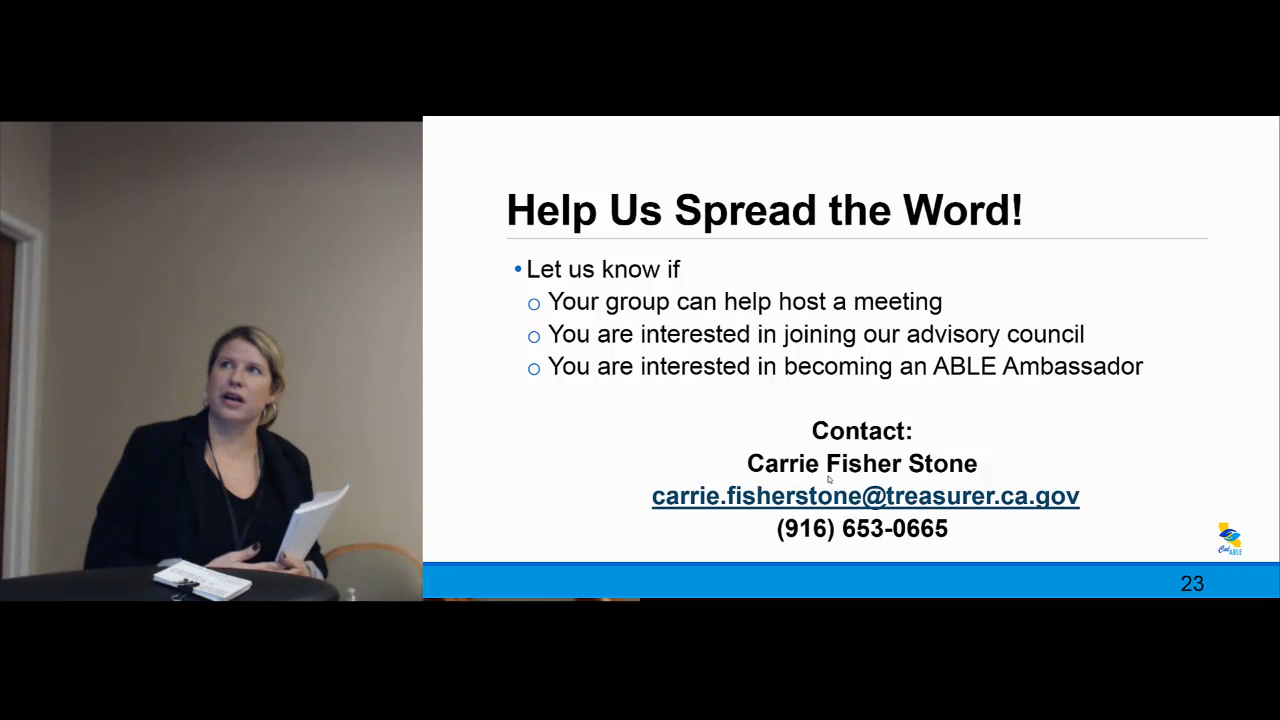 Help Us Spread the Word!
•Let us know if
o Your group can help host a meeting
o You are interested in joining our advisory council
o You are interested in becoming an ABLE Ambassador
Contact:
Carrie Fisher Stone
carrie.fisherstone@treasurer.ca.gov
(916) 653-0665
CalABLE
23